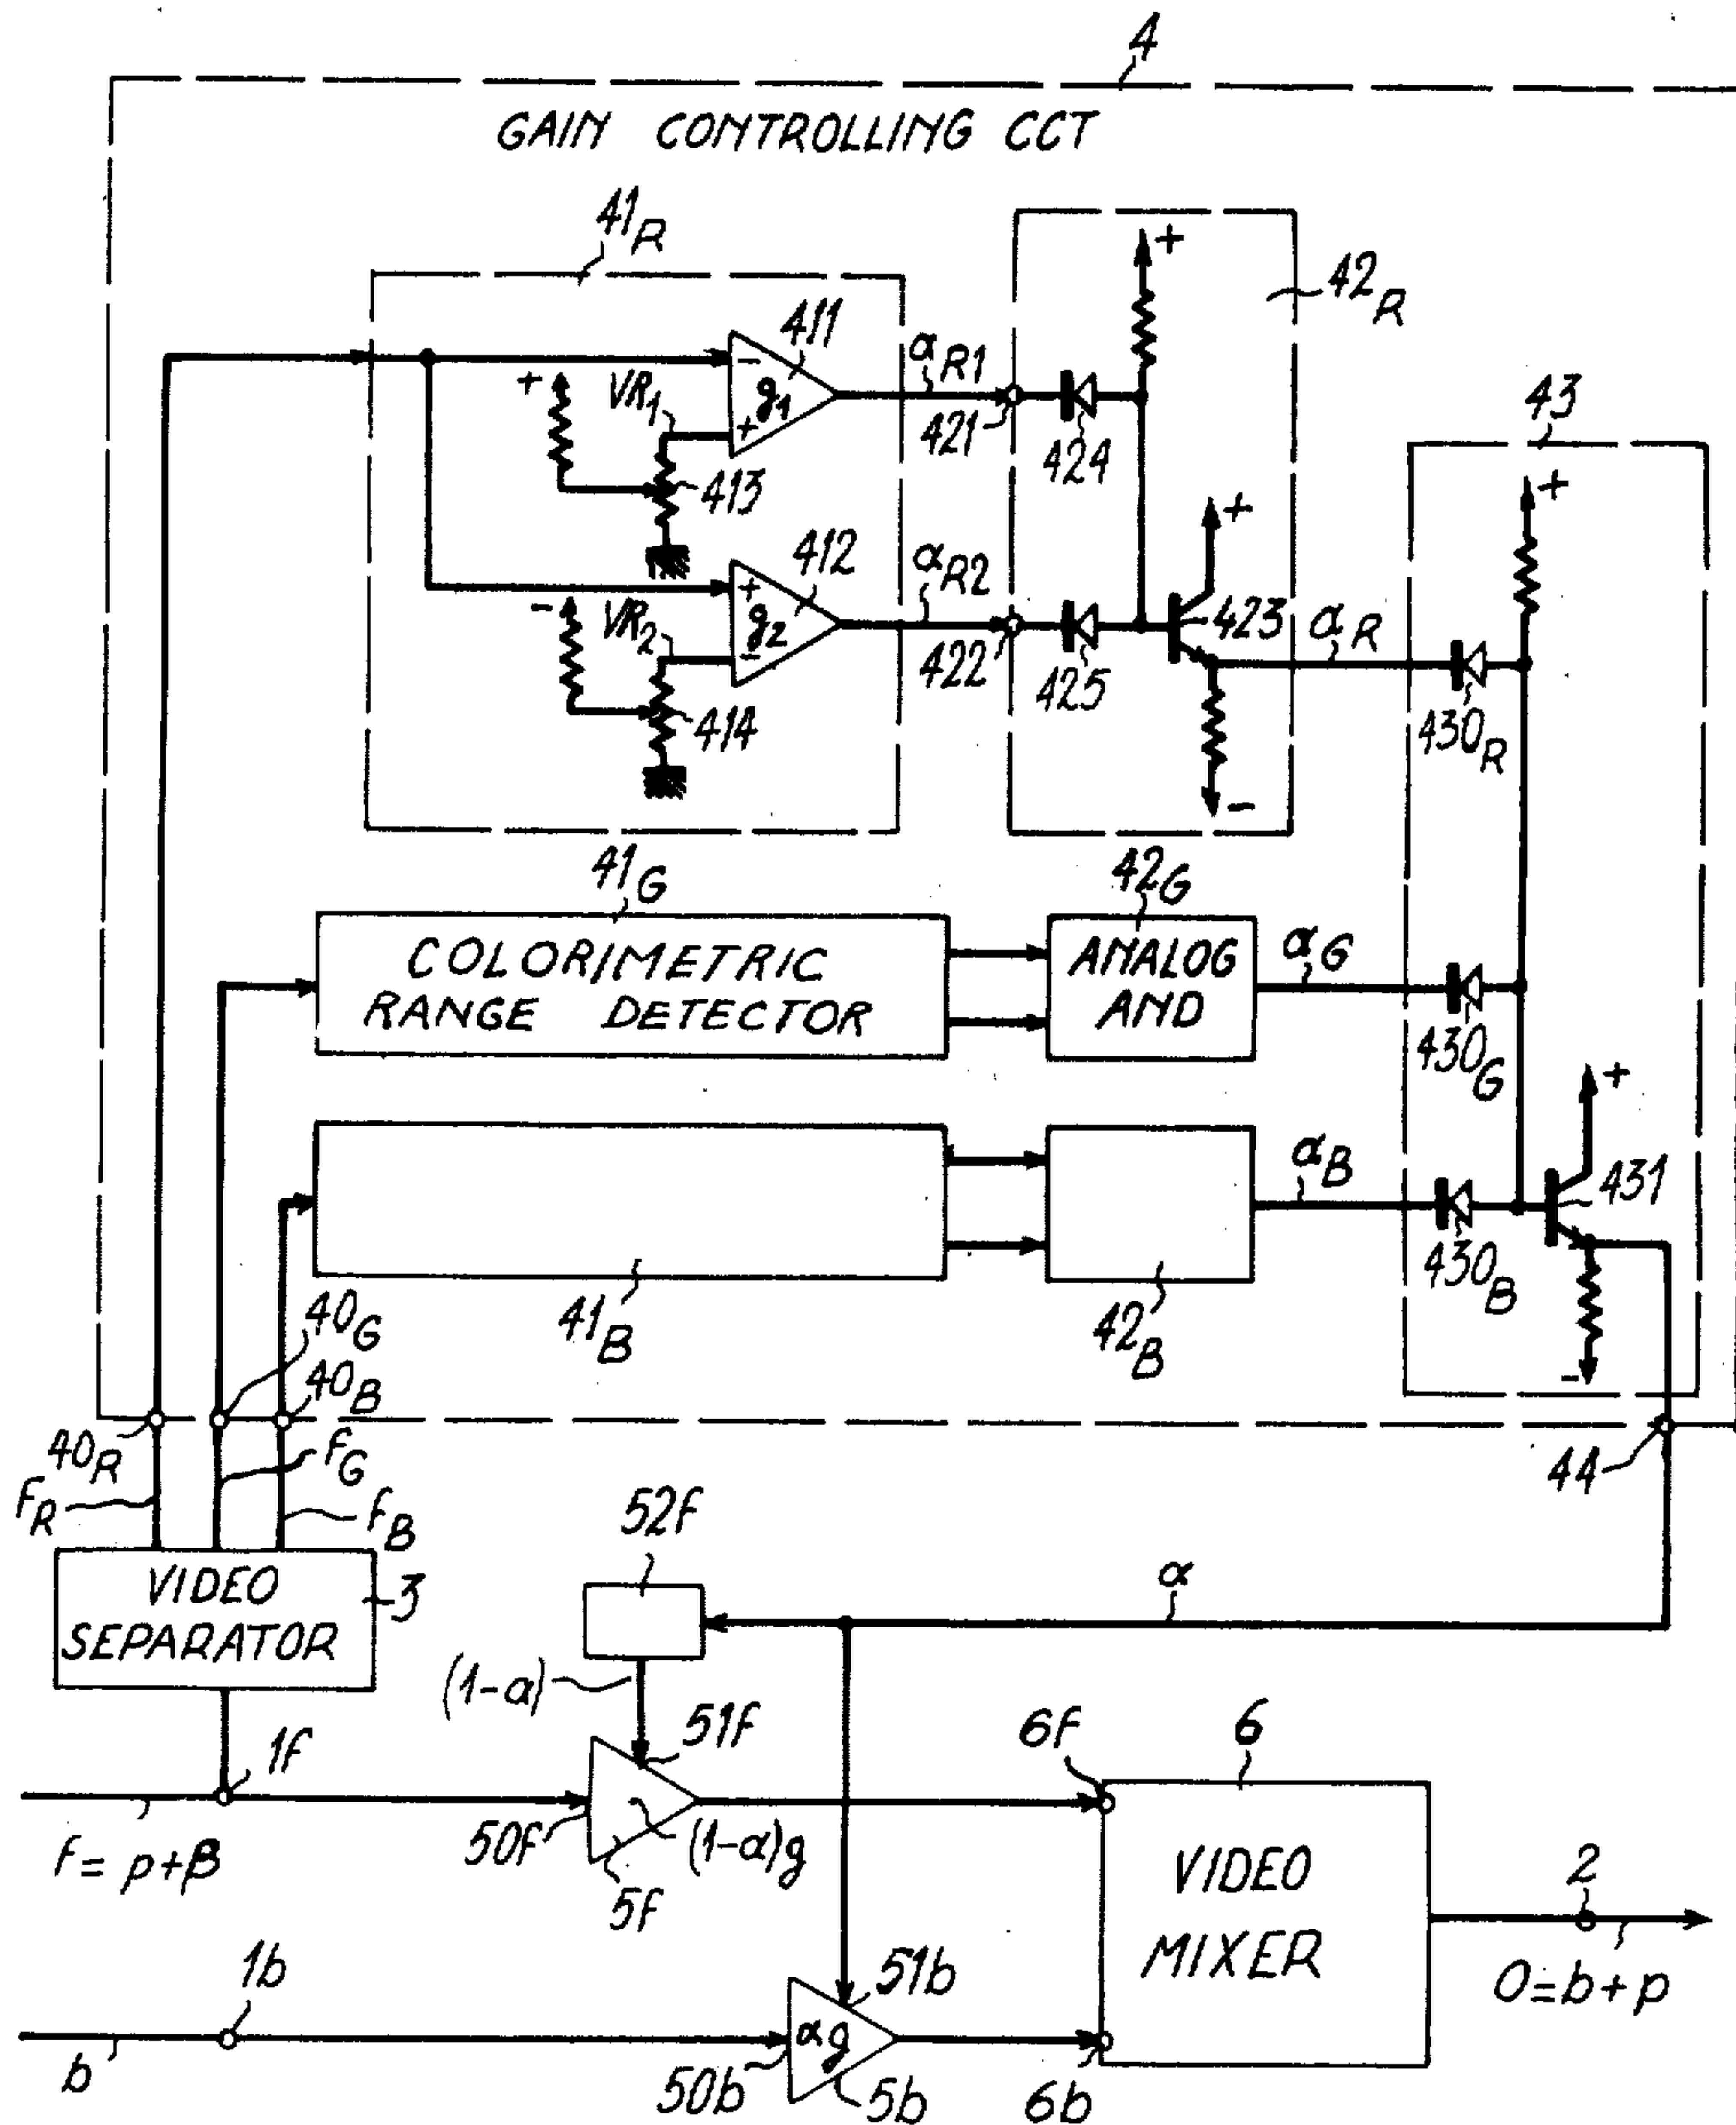 4
GAIN CONTROLLING CCT
41R
42R
411
αR1
+
- g1 +
VR1
+
421
424
413
43
+
412
αR2
+
+ g2 -
VR2
-
423
αR
422
425
414
430R
-
41G
42G
COLORIMETRIC
RANGE DETECTOR
ANALOG
AND
αG
430G
+
αB
431
430B
41B
42B
-
40G
40B
40R
44
FR
fG
fB
52f
α
VIDEO
SEPARATOR
3
(1-α)
51f
6f
6
1f
50f
(1-α)g
f= p+β
5f
VIDEO
MIXER
2
O=b+p
1b
51b
αg
b
50b
5b
6b